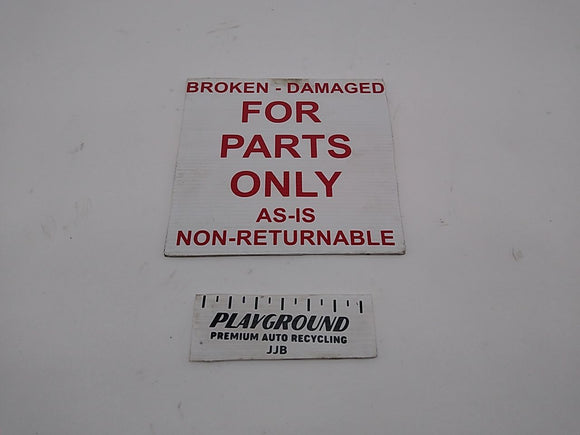 BROKEN - DAMAGED
FOR
PARTS
ONLY
AS-IS
NON-RETURNABLE
PLAYGROUND
PREMIUM AUTO RECYCLING
JJB